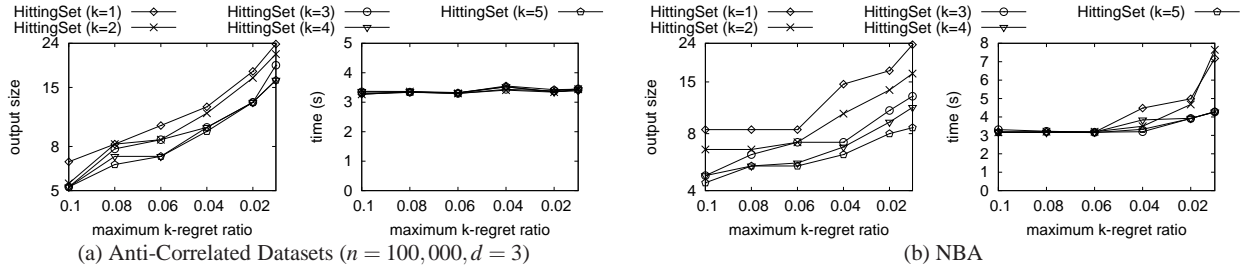 HittingSet (k=1) HittingSet (k=3) HittingSet (k=5)
HittingSet (k=2) HittingSet (k=4)
output size
24
15
8
5
0.1 0.08 0.06 0.04 0.02
maximum k-regret ratio
time (s)
5
4
3
2
1
0
0.1 0.08 0.06 0.04 0.02
maximum k-regret ratio
(a) Anti-Correlated Datasets (n = 100,000, d = 3)
HittingSet (k=1) HittingSet (k=3) HittingSet (k=5)
HittingSet (k=2) HittingSet (k=4)
output size
24
15
8
4
0.1 0.08 0.06 0.04 0.02
maximum k-regret ratio
time (s)
8
7
6
5
4
3
2
1
0
0.1 0.08 0.06 0.04 0.02
maximum k-regret ratio
(b) NBA